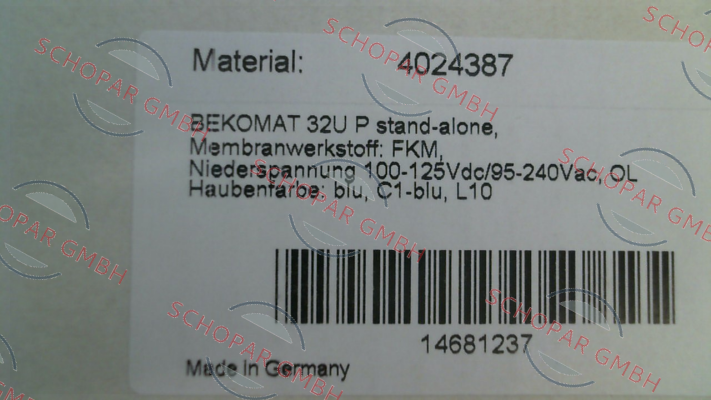 Material: 4024387
BEKOMAT 32U P stand-alone,
Membranwerkstoff: FKM,
Niederspannung 100-125Vdc/95-240Vac, OL
Haubenfarbe: blu, C1-blu, L10
14681237
Made In Germany
SCHOPAR GMBH
SCHOPAR GMBH
SCHOPAR GMBH
SCHOPAR GMBH
SCHOPAR GMBH
SCHOPAR GMBH
SCHOPAR GMBH